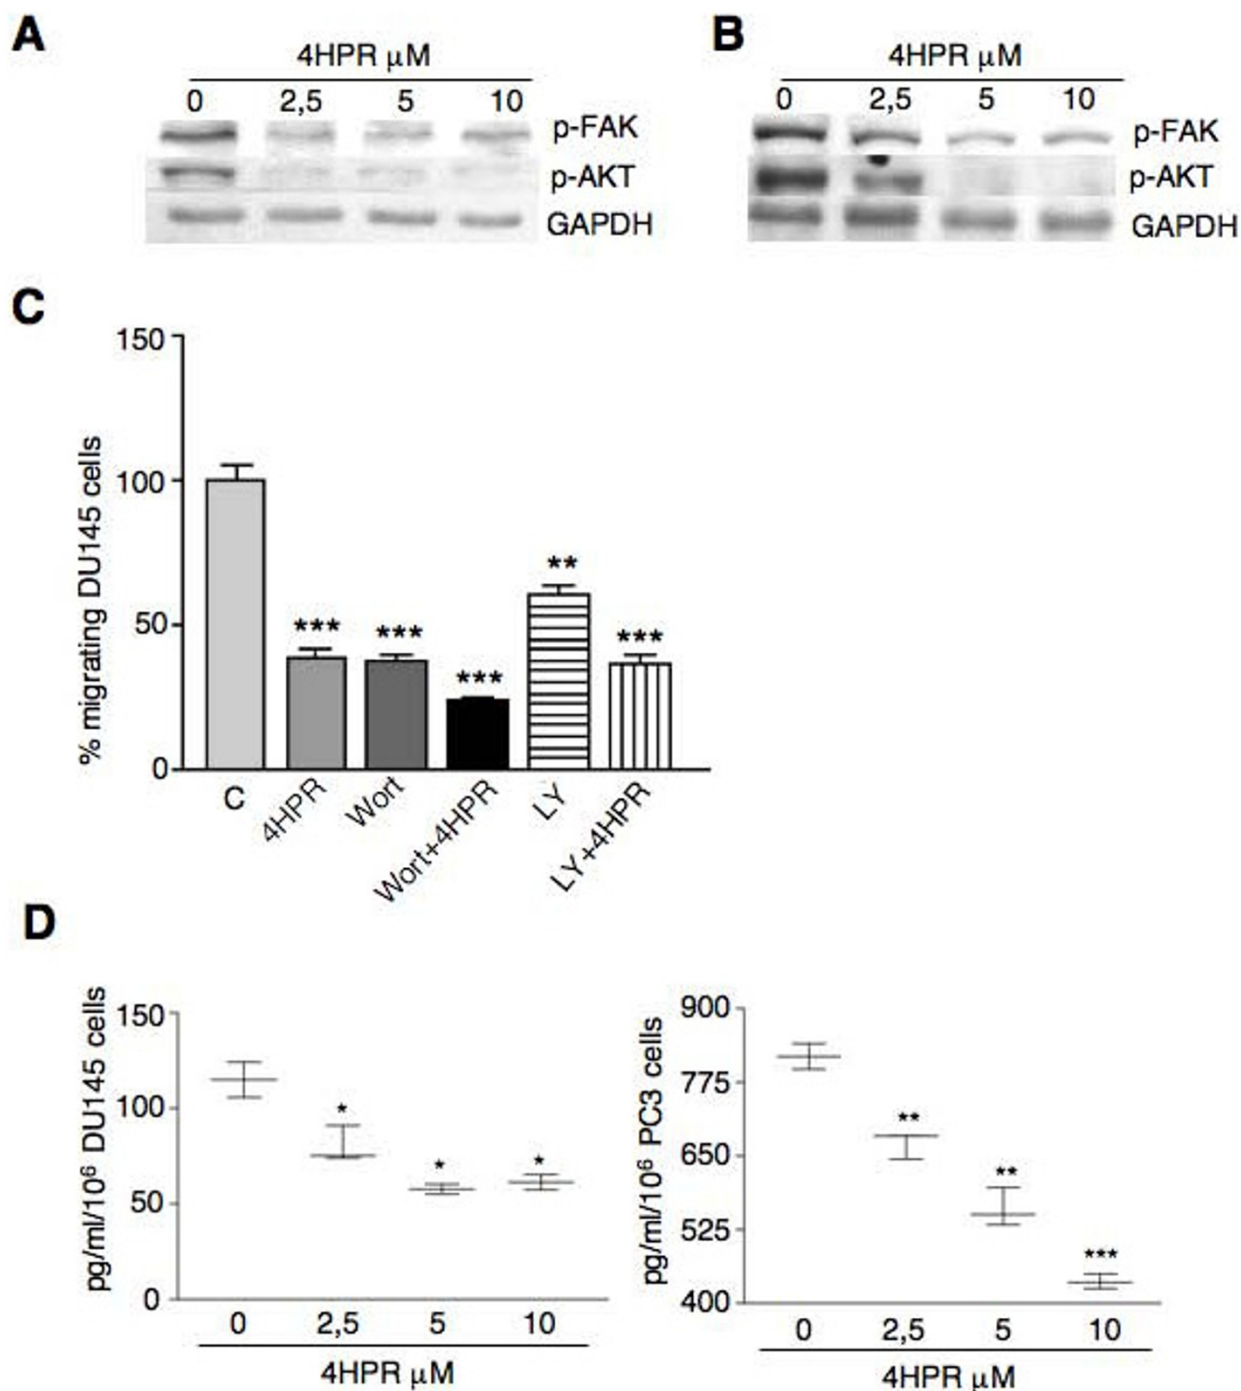 A
4HPR μM
0 2,5 5 10
p-FAK
p-AKT
GAPDH
B
4HPR μM
0 2,5 5 10
p-FAK
p-AKT
GAPDH
C
% migrating DU145 cells
150
100
50
0
***
***
***
**
***
C
4HPR
Wort
Wort+4HPR
LY
LY+4HPR
D
pg/ml/10⁶ DU145 cells
150
100
50
0
*
*
*
0 2,5 5 10
4HPR μM
pg/ml/10⁶ PC3 cells
900
775
650
525
400
**
**
***
0 2,5 5 10
4HPR μM